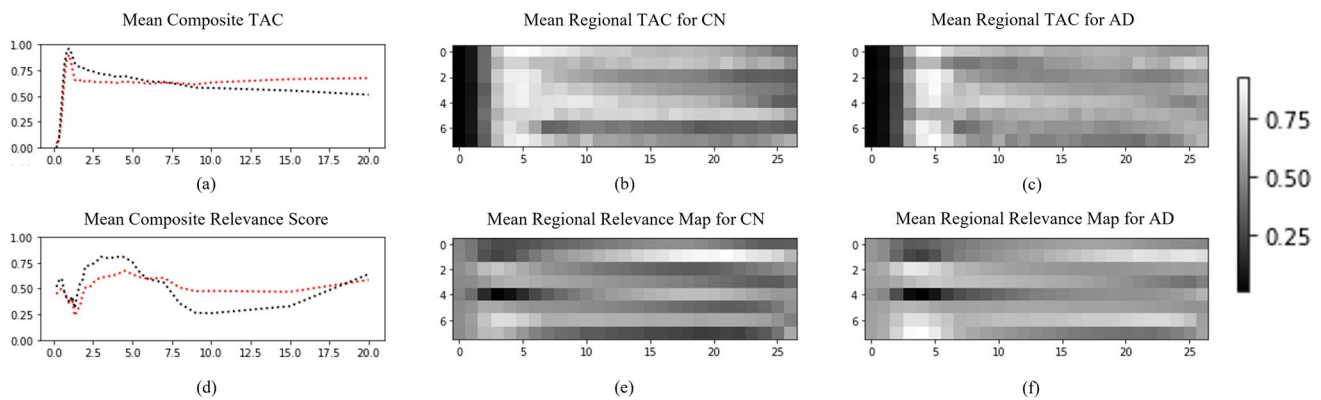 Mean Composite TAC
Mean Regional TAC for CN
Mean Regional TAC for AD
1.00
0.75
0.50
0.25
0.00
0.0 2.5 5.0 7.5 10.0 12.5 15.0 17.5 20.0
0
2
4
6
0 5 10 15 20 25
0
2
4
6
0 5 10 15 20 25
0.75
0.50
0.25
(a)
(b)
(c)
Mean Composite Relevance Score
Mean Regional Relevance Map for CN
Mean Regional Relevance Map for AD
1.00
0.75
0.50
0.25
0.00
0.0 2.5 5.0 7.5 10.0 12.5 15.0 17.5 20.0
0
2
4
6
0 5 10 15 20 25
0
2
4
6
0 5 10 15 20 25
(d)
(e)
(f)